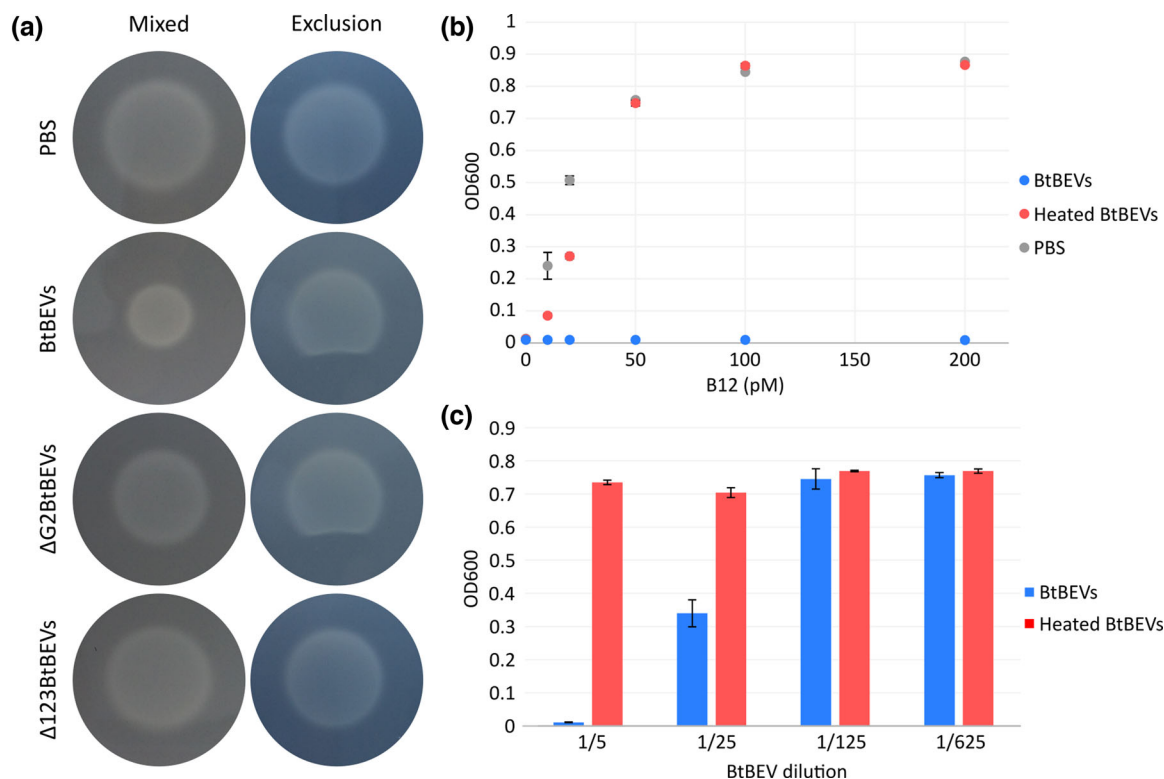 (a)
Mixed Exclusion
PBS
BtBEVs
ΔG2BtBEVs
Δ123BtBEVs
(b)
1
0.9
0.8
0.7
0.6
0.5
0.4
0.3
0.2
0.1
0
OD600
0 50 100 150 200
B12 (pM)
BtBEVs
Heated BtBEVs
PBS
(c)
0.9
0.8
0.7
0.6
0.5
0.4
0.3
0.2
0.1
0
OD600
1/5 1/25 1/125 1/625
BtBEV dilution
BtBEVs
Heated BtBEVs